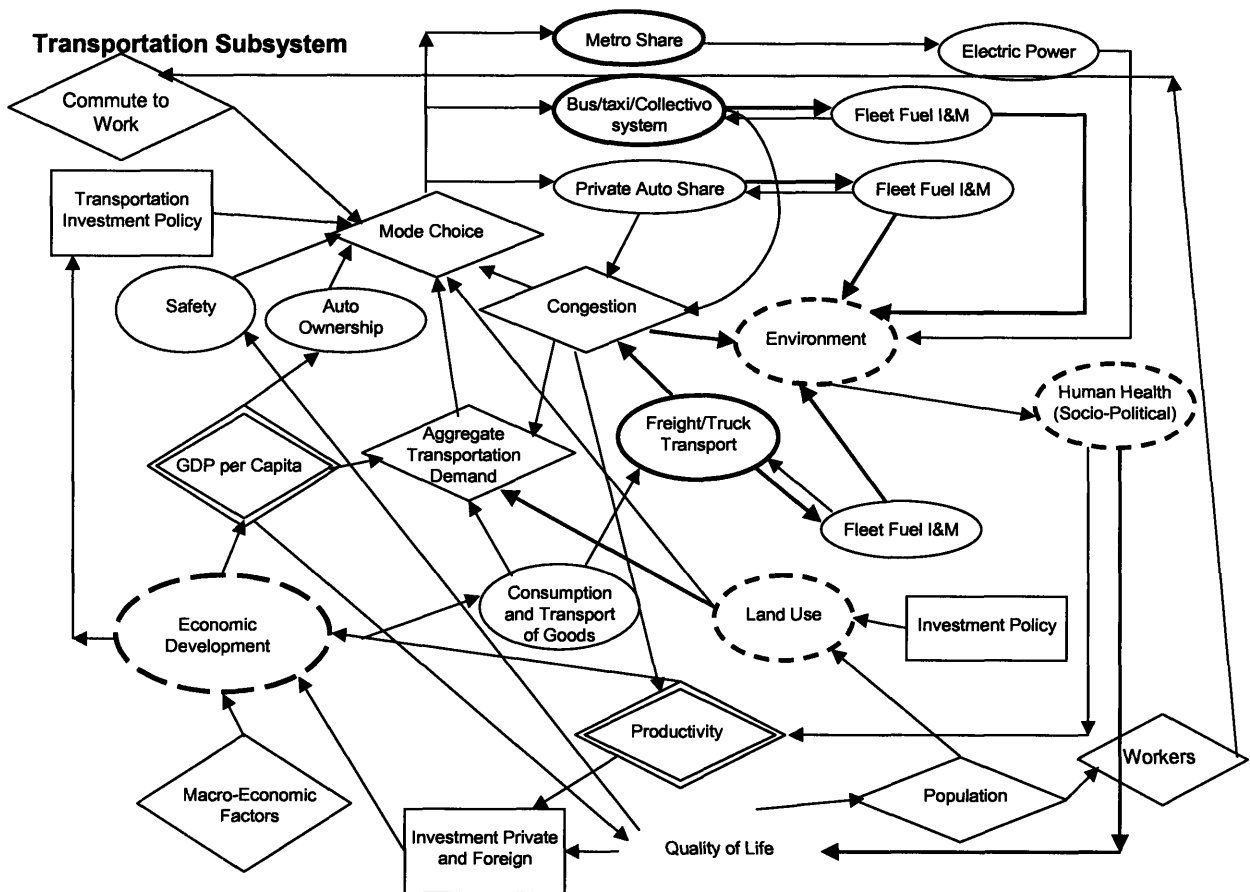 Transportation Subsystem
Metro Share
Electric Power
Commute to
Work
Bus/taxi/Collectivo
system
Fleet Fuel I&M
Transportation
Investment Policy
Private Auto Share
Fleet Fuel I&M
Mode Choice
Safety
Auto
Ownership
Congestion
Environment
Human Health
(Socio-Political)
GDP per Capita
Aggregate
Transportation
Demand
Freight/Truck
Transport
Fleet Fuel I&M
Economic
Development
Consumption
and Transport
of Goods
Land Use
Investment Policy
Productivity
Workers
Macro-Economic
Factors
Population
Investment Private
and Foreign
Quality of Life